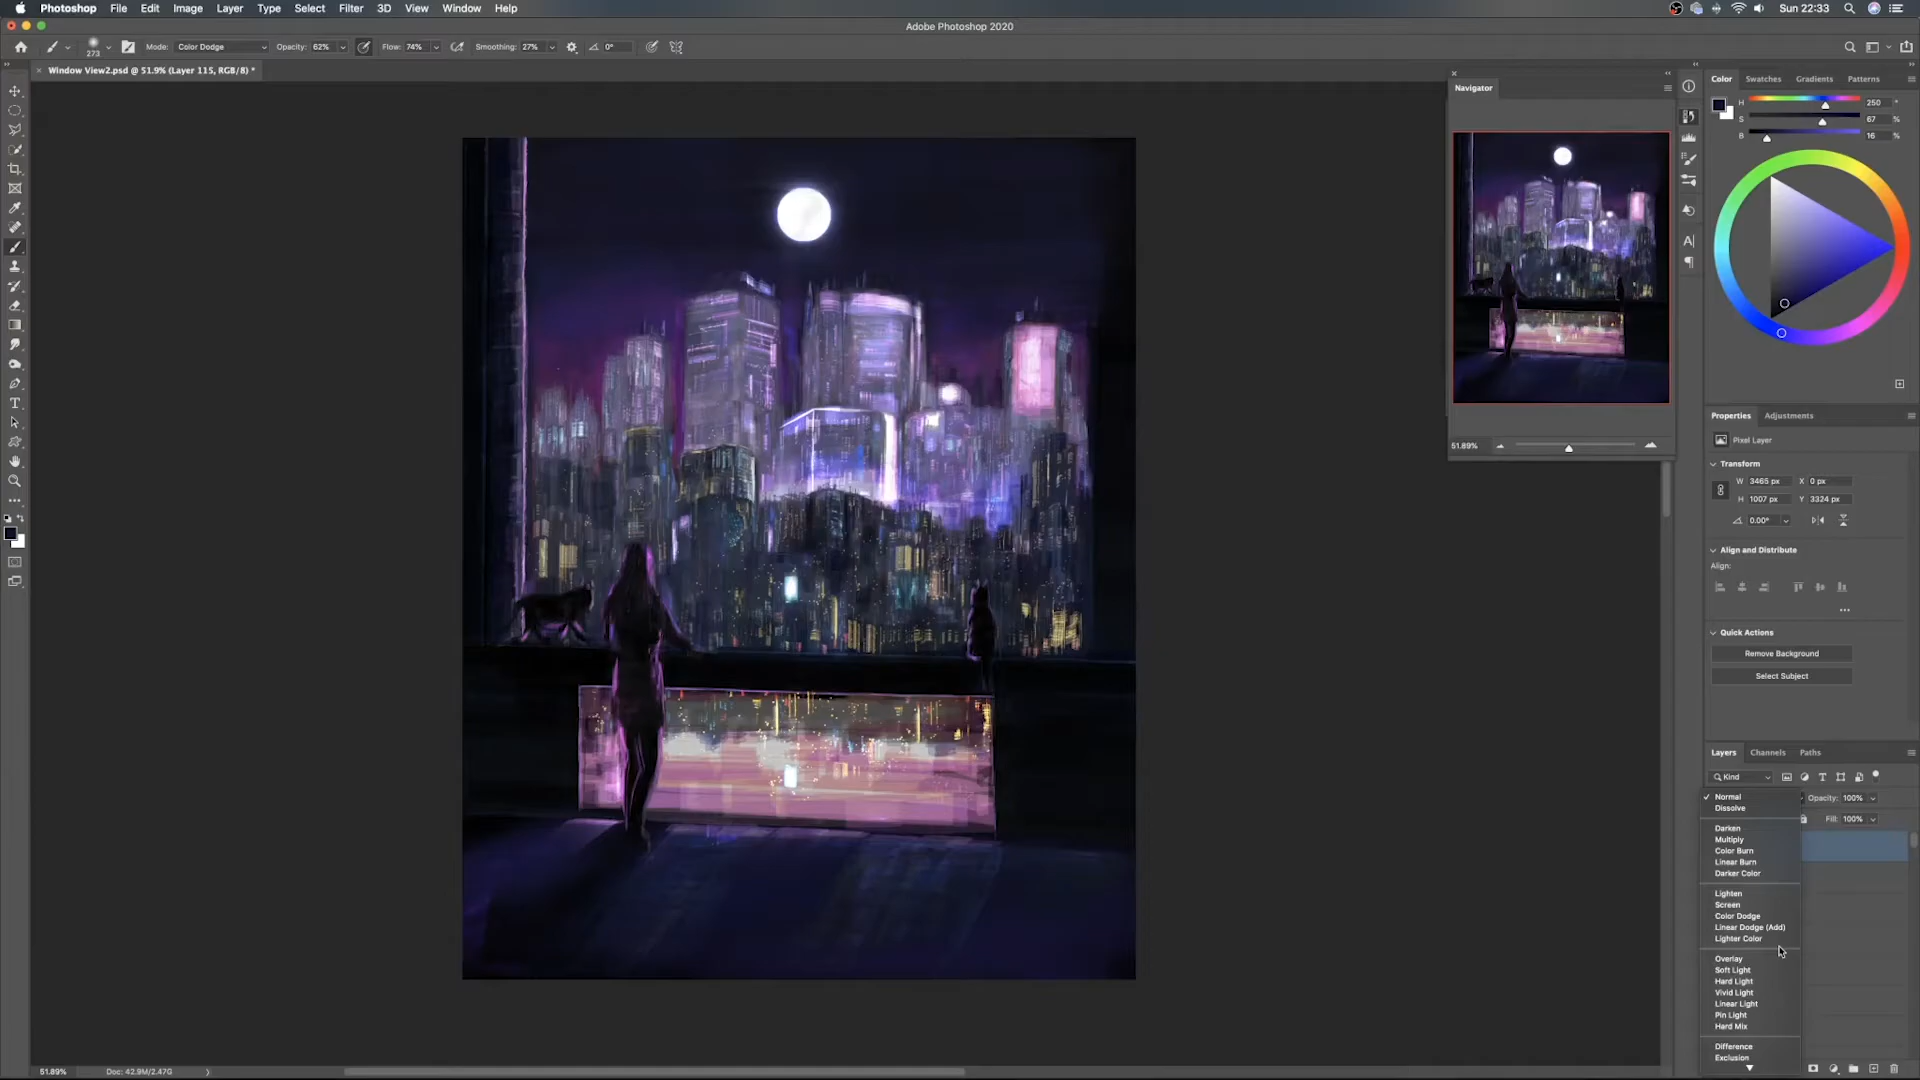 Photoshop File Edit Image Layer Type Select Filter 3D View Window Help Sun 22:33
Adobe Photoshop 2020
273 Mode: Color Dodge Opacity: 62% Flow: 74% Smoothing: 27% 0°
Window View2.psd @ 51.9% (Layer 115, RGB/8) *
Navigator
51.89%
Color Swatches Gradients Patterns
H 250 °
S 67 %
B 16 %
Properties Adjustments
Pixel Layer
Transform
W 3465 px X 0 px
H 1007 px Y 3324 px
0.00°
Align and Distribute
Align:
Quick Actions
Remove Background
Select Subject
Layers Channels Paths
Kind
Normal Opacity: 100%
Dissolve
Fill: 100%
Darken
Multiply
Color Burn
Linear Burn
Darker Color
Lighten
Screen
Color Dodge
Linear Dodge (Add)
Lighter Color
Overlay
Soft Light
Hard Light
Vivid Light
Linear Light
Pin Light
Hard Mix
Difference
Exclusion
51.89% Doc: 42.9M/2.47G